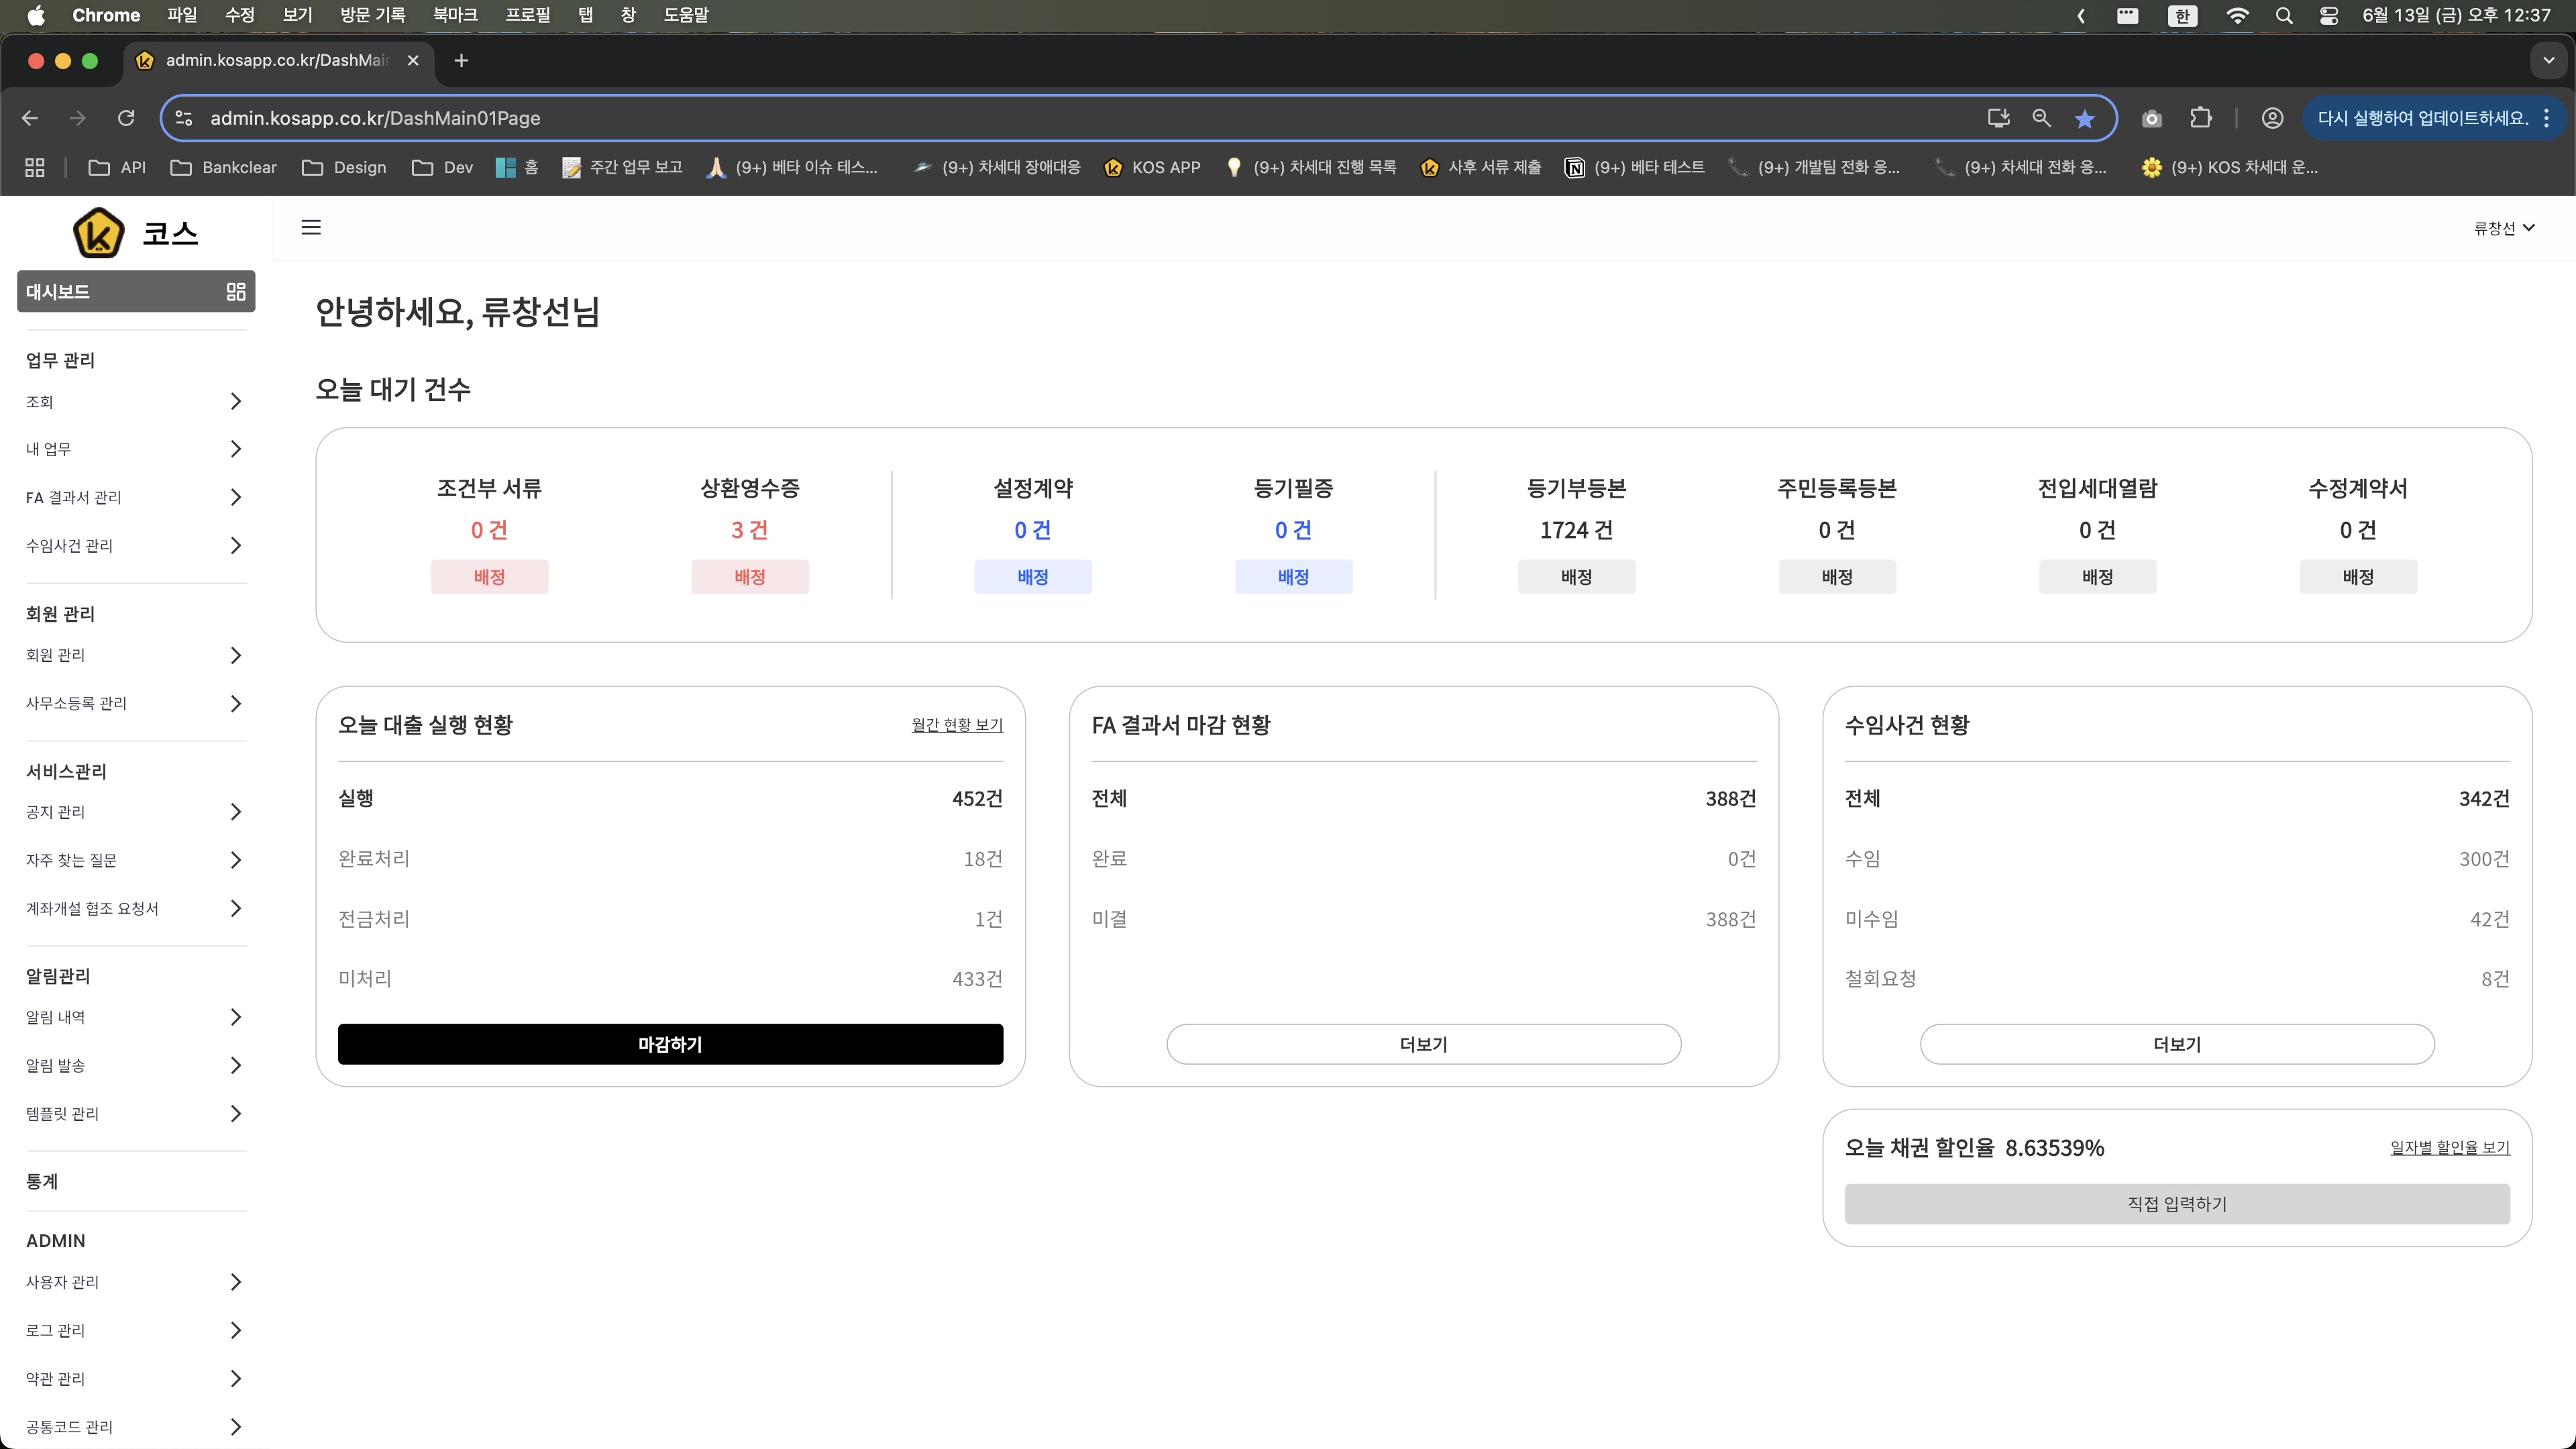 Chrome 파일 수정 보기 방문 기록 북마크 프로필 탭 창 도움말 한 6월 13일 (금) 오후 12:37
admin.kosapp.co.kr/DashMai
admin.kosapp.co.kr/DashMain01Page 다시 실행하여 업데이트하세요.
API Bankclear Design Dev 홈 주간 업무 보고 (9+) 베타 이슈 테스... (9+) 차세대 장애대응 KOS APP (9+) 차세대 진행 목록 사후 서류 제출 (9+) 베타 테스트 (9+) 개발팀 전화 응... (9+) 차세대 전화 응... (9+) KOS 차세대 운...
코스
류창선
대시보드
업무 관리
조회
내 업무
FA 결과서 관리
수임사건 관리
회원 관리
회원 관리
사무소등록 관리
서비스관리
공지 관리
자주 찾는 질문
계좌개설 협조 요청서
알림관리
알림 내역
알림 발송
템플릿 관리
통계
ADMIN
사용자 관리
로그 관리
약관 관리
공통코드 관리
안녕하세요, 류창선님
오늘 대기 건수
조건부 서류 상환영수증 설정계약 등기필증 등기부등본 주민등록등본 전입세대열람 수정계약서
0 건 3 건 0 건 0 건 1724 건 0 건 0 건 0 건
배정 배정 배정 배정 배정 배정 배정 배정
오늘 대출 실행 현황 월간 현황 보기
실행 452건
완료처리 18건
전금처리 1건
미처리 433건
마감하기
FA 결과서 마감 현황
전체 388건
완료 0건
미결 388건
더보기
수임사건 현황
전체 342건
수임 300건
미수임 42건
철회요청 8건
더보기
오늘 채권 할인율 8.63539% 일자별 할인율 보기
직접 입력하기